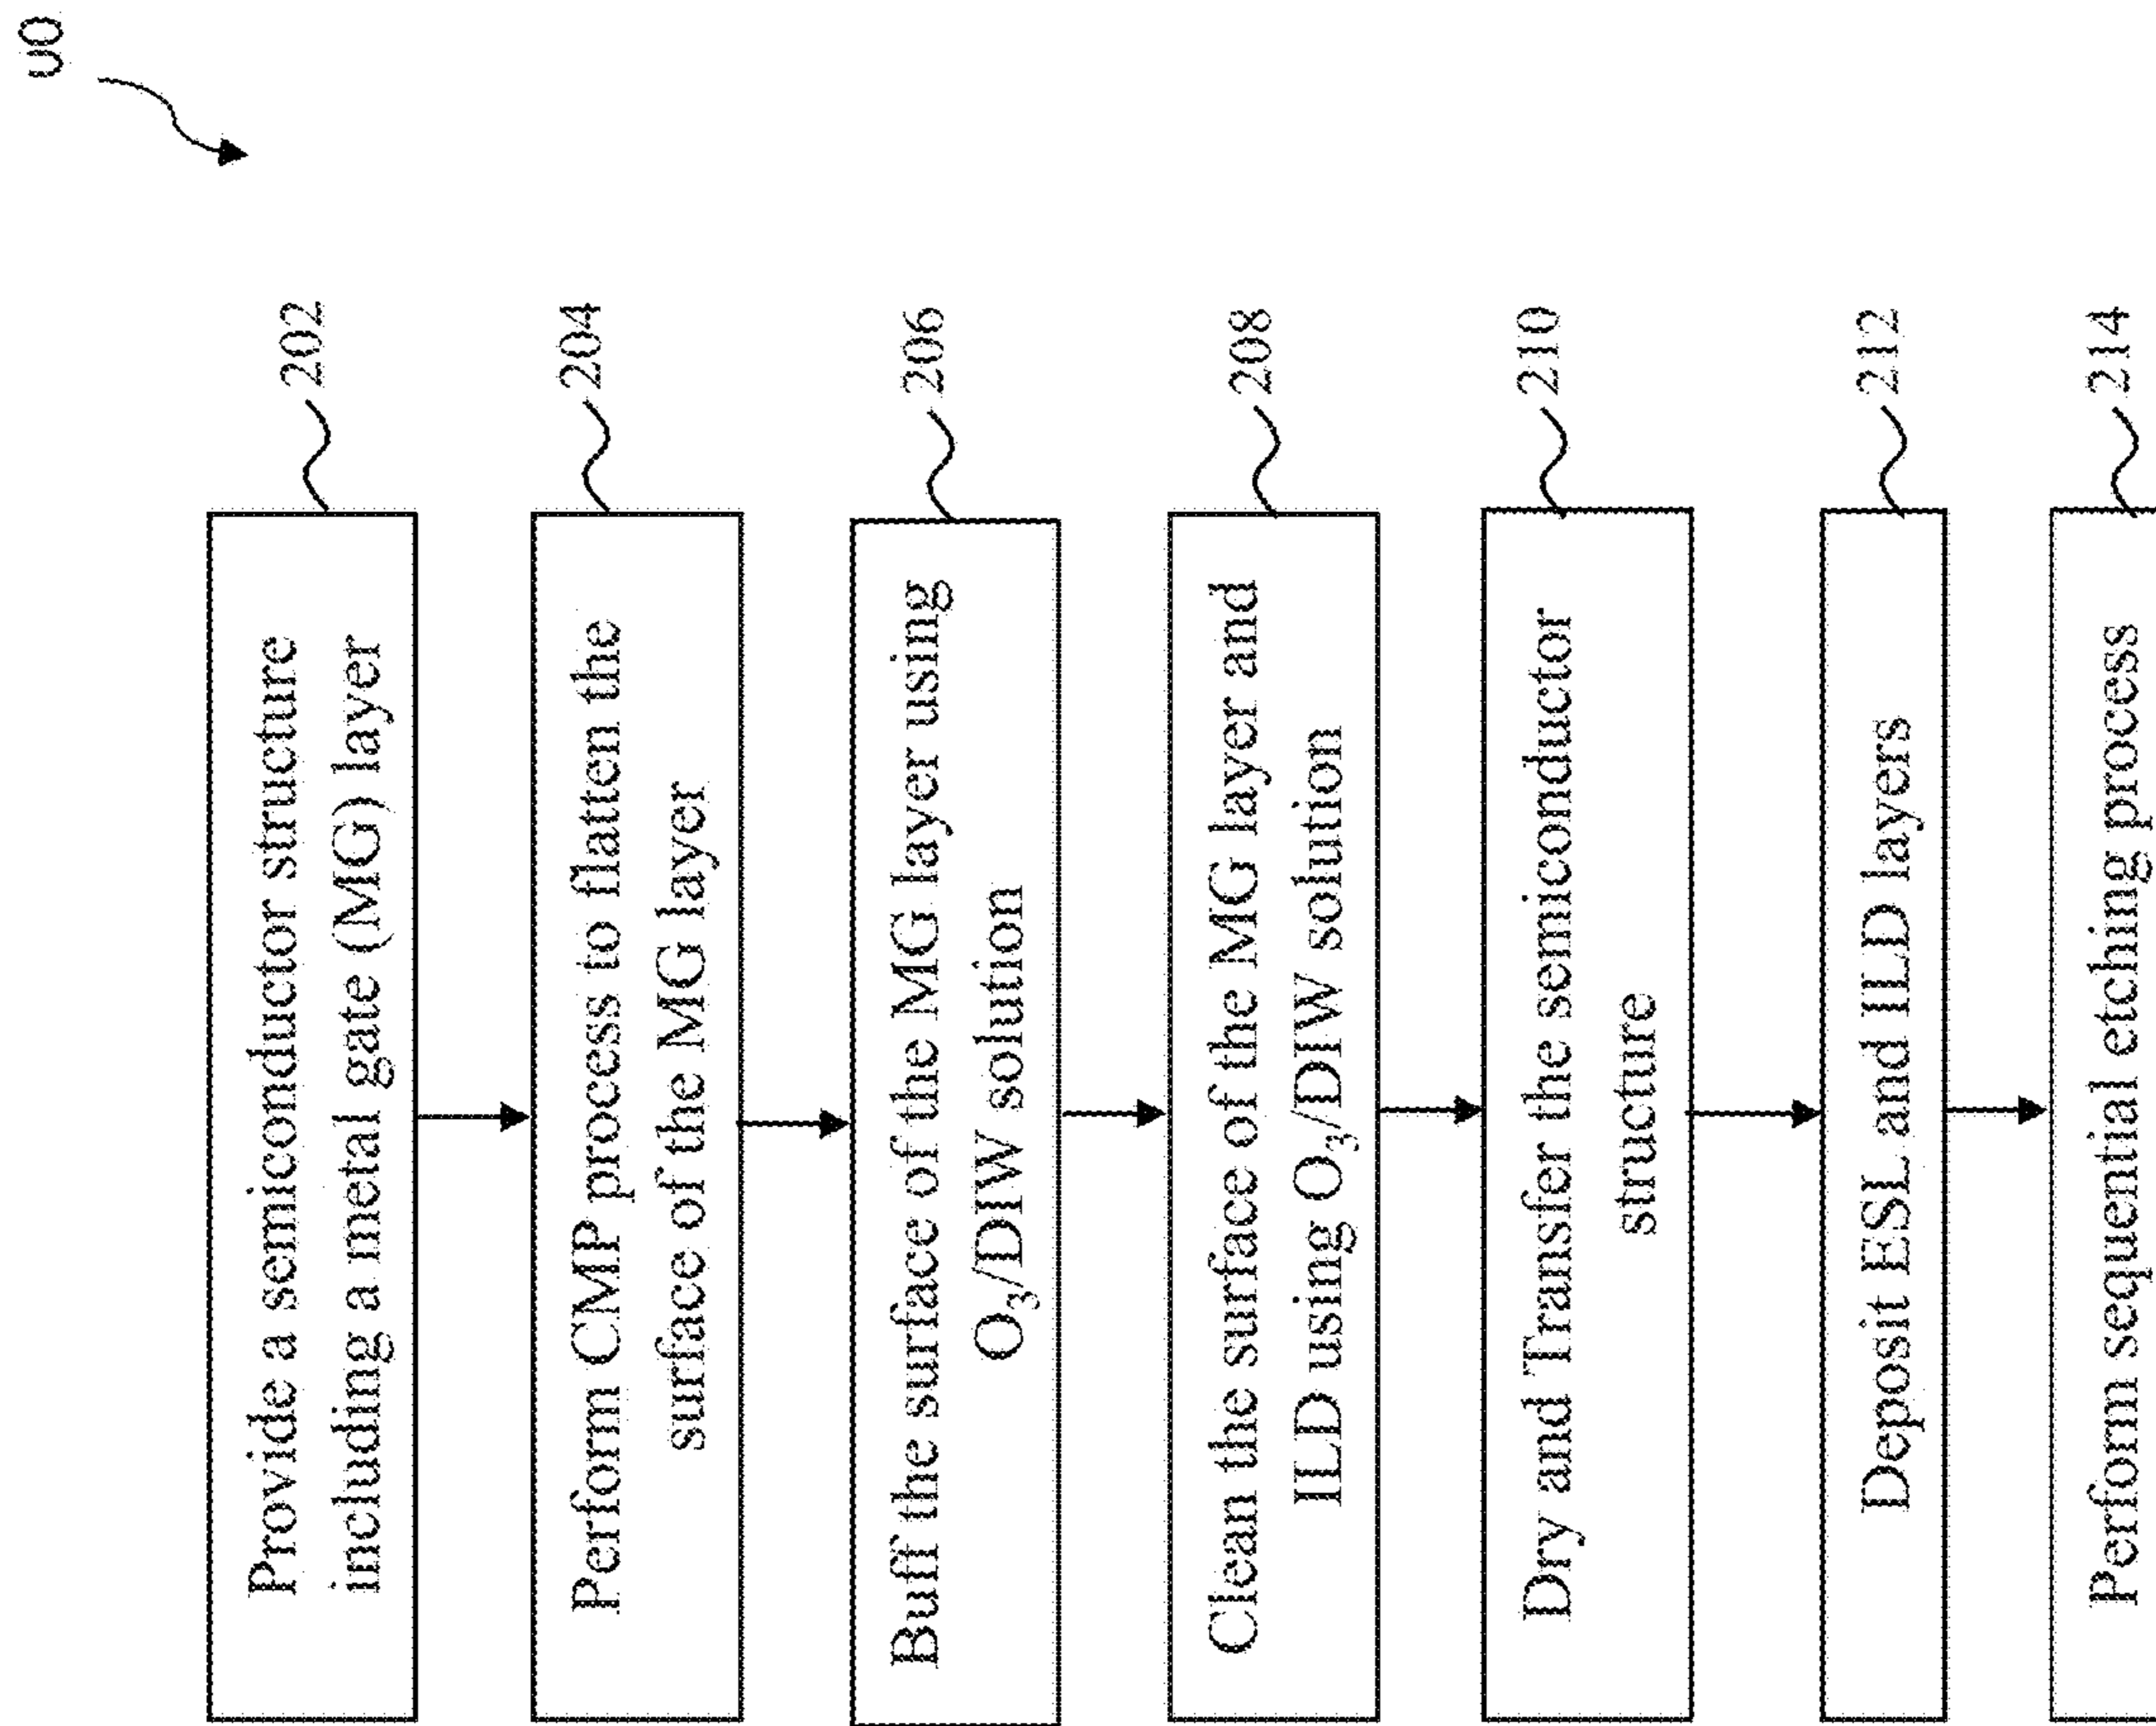 Provide a semiconductor structure
including a metal gate (MG) layer
202
Perform CMP process to flatten the
surface of the MG layer
204
Buff the surface of the MG layer using
O₃/DIW solution
206
Clean the surface of the MG layer and
ILD using O₃/DIW solution
208
Dry and Transfer the semiconductor
structure
210
Deposit ESL and ILD layers
212
Perform sequential etching process
214